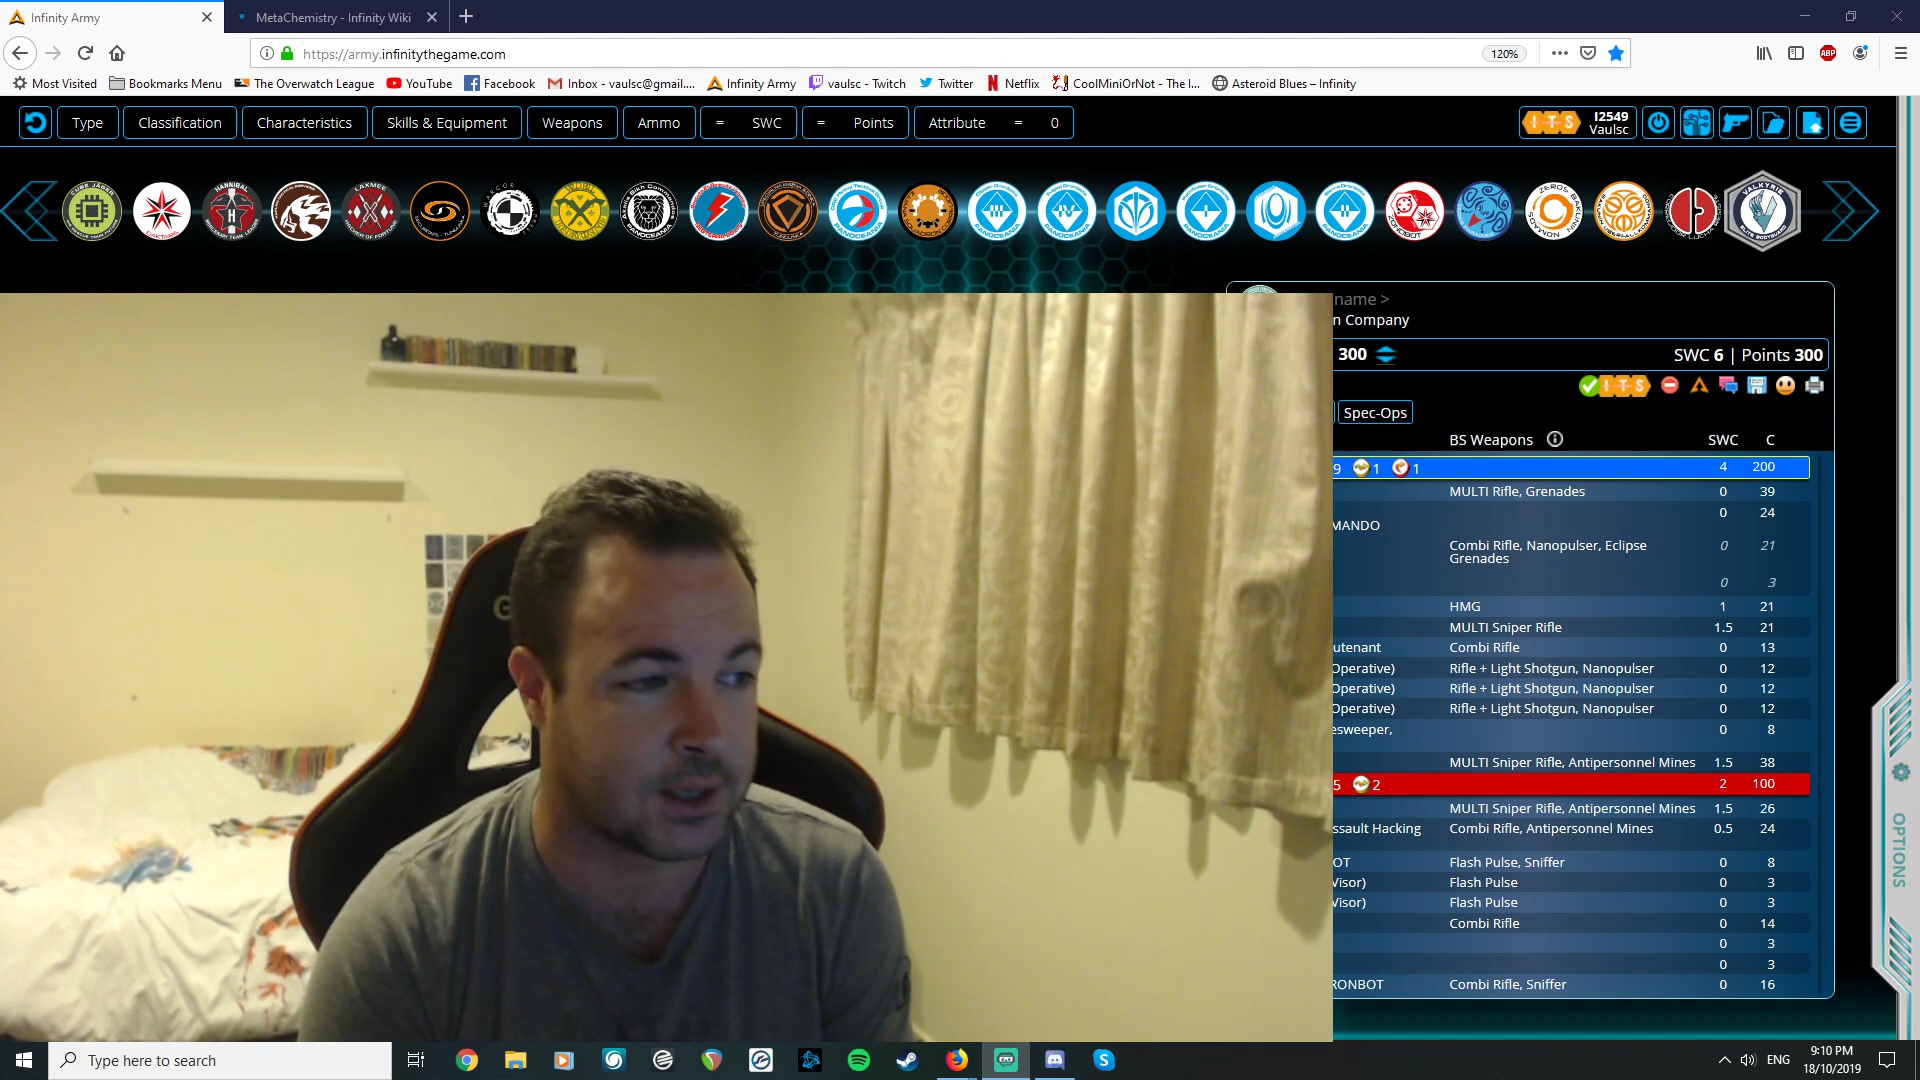 Infinity Army
MetaChemistry - Infinity Wiki
https://army.infinitythegame.com
120%
Most Visited
Bookmarks Menu
The Overwatch League
YouTube
Facebook
Inbox - vaulsc@gmail....
Infinity Army
vaulsc - Twitch
Twitter
Netflix
CoolMiniOrNot - The I...
Asteroid Blues – Infinity
Type
Classification
Characteristics
Skills & Equipment
Weapons
Ammo
= SWC
= Points
Attribute = 0
ITS
I2549
Vaulsc
name >
n Company
300
SWC 6 | Points 300
ITS
Spec-Ops
BS Weapons SWC C
9 1 1 4 200
MULTI Rifle, Grenades 0 39
0 24
MANDO
Combi Rifle, Nanopulser, Eclipse Grenades 0 21
0 3
HMG 1 21
MULTI Sniper Rifle 1.5 21
utenant Combi Rifle 0 13
Operative) Rifle + Light Shotgun, Nanopulser 0 12
Operative) Rifle + Light Shotgun, Nanopulser 0 12
Operative) Rifle + Light Shotgun, Nanopulser 0 12
esweeper, 0 8
MULTI Sniper Rifle, Antipersonnel Mines 1.5 38
5 2 2 100
MULTI Sniper Rifle, Antipersonnel Mines 1.5 26
ssault Hacking Combi Rifle, Antipersonnel Mines 0.5 24
OT Flash Pulse, Sniffer 0 8
Visor) Flash Pulse 0 3
Visor) Flash Pulse 0 3
Combi Rifle 0 14
0 3
0 3
RONBOT Combi Rifle, Sniffer 0 16
OPTIONS
Type here to search
ENG
9:10 PM
18/10/2019